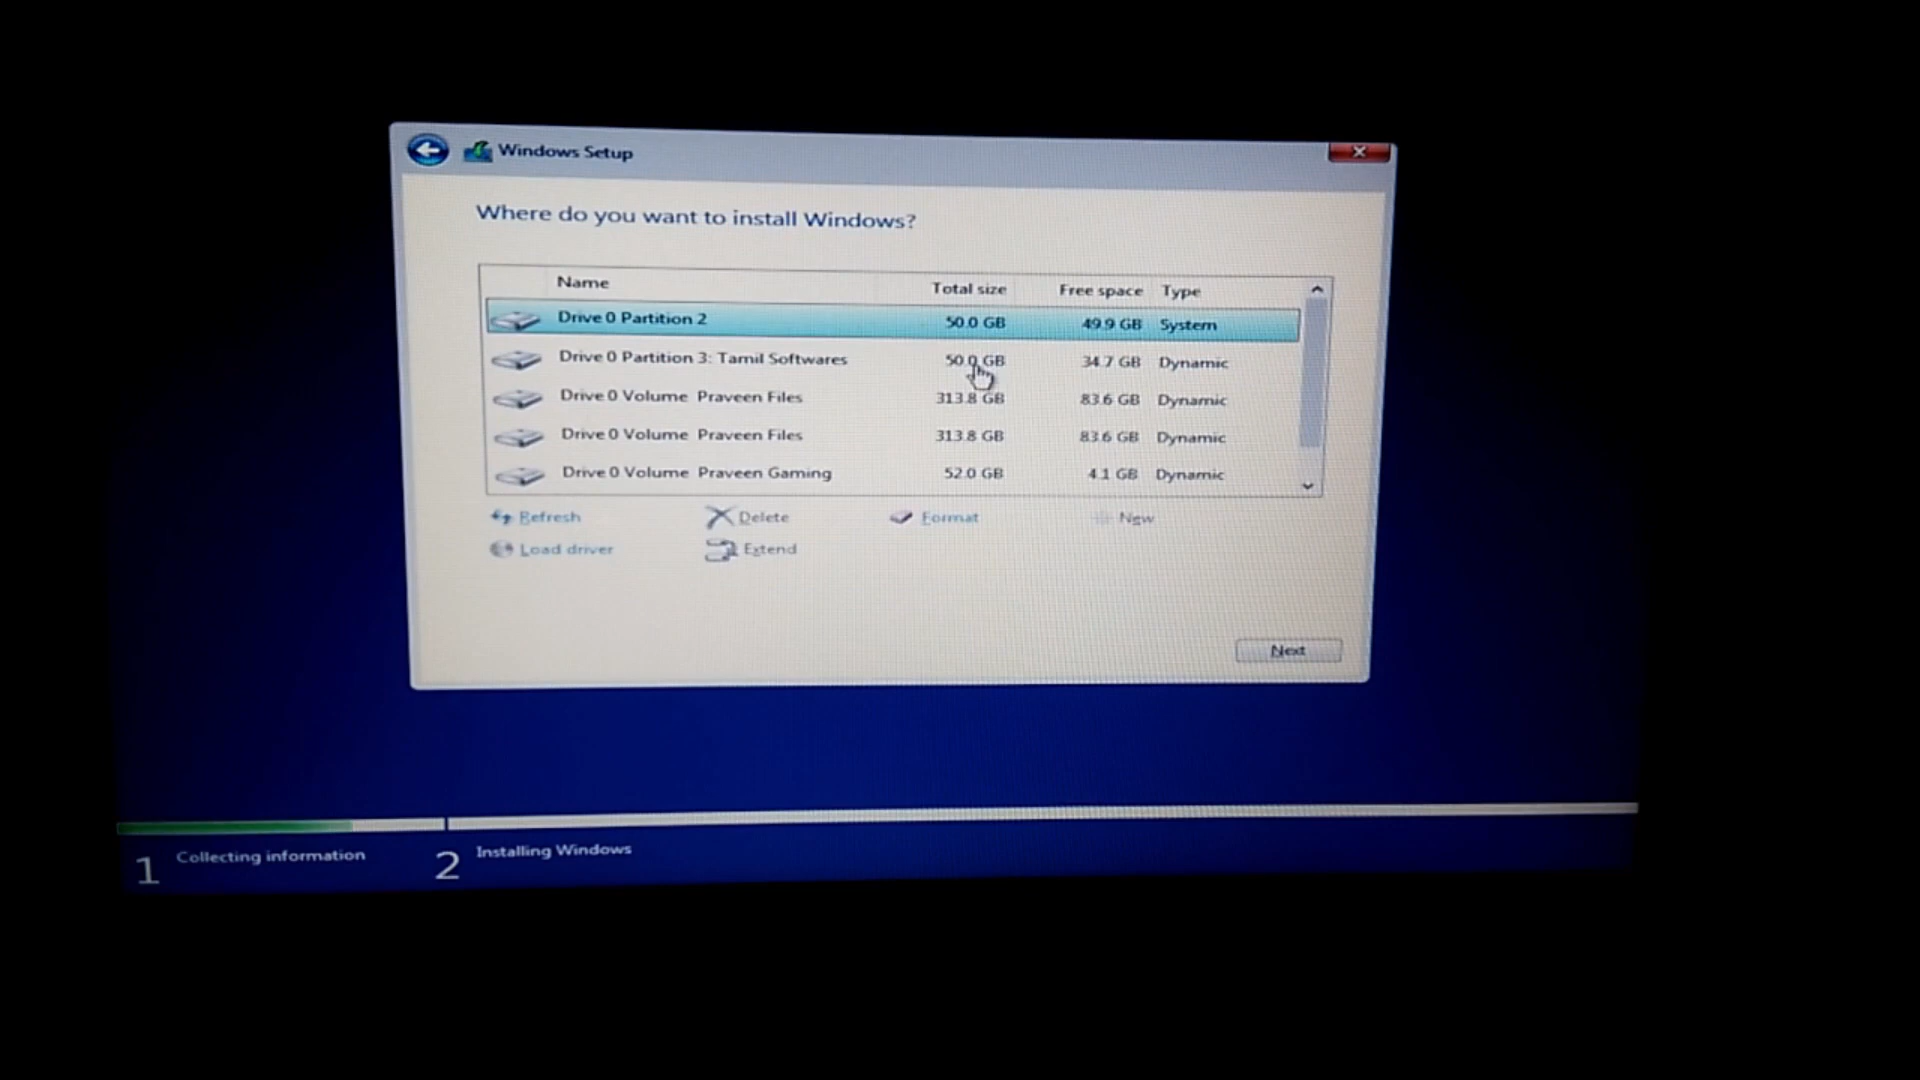 Windows Setup
Where do you want to install Windows?
Name Total size Free space Type
Drive 0 Partition 2 50.0 GB 49.9 GB System
Drive 0 Partition 3: Tamil Softwares 50.0 GB 34.7 GB Dynamic
Drive 0 Volume Praveen Files 313.8 GB 83.6 GB Dynamic
Drive 0 Volume Praveen Files 313.8 GB 83.6 GB Dynamic
Drive 0 Volume Praveen Gaming 52.0 GB 4.1 GB Dynamic
Refresh Delete Format New
Load driver Extend
Next
1 Collecting information 2 Installing Windows